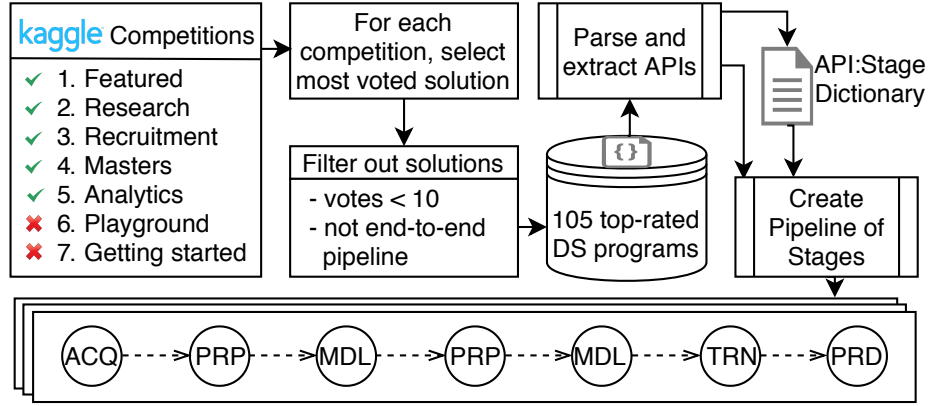 kaggle Competitions
1. Featured
2. Research
3. Recruitment
4. Masters
5. Analytics
6. Playground
7. Getting started
For each
competition, select
most voted solution
Filter out solutions
- votes < 10
- not end-to-end
pipeline
Parse and
extract APIs
{}
105 top-rated
DS programs
API:Stage
Dictionary
Create
Pipeline of
Stages
ACQ
PRP
MDL
PRP
MDL
TRN
PRD